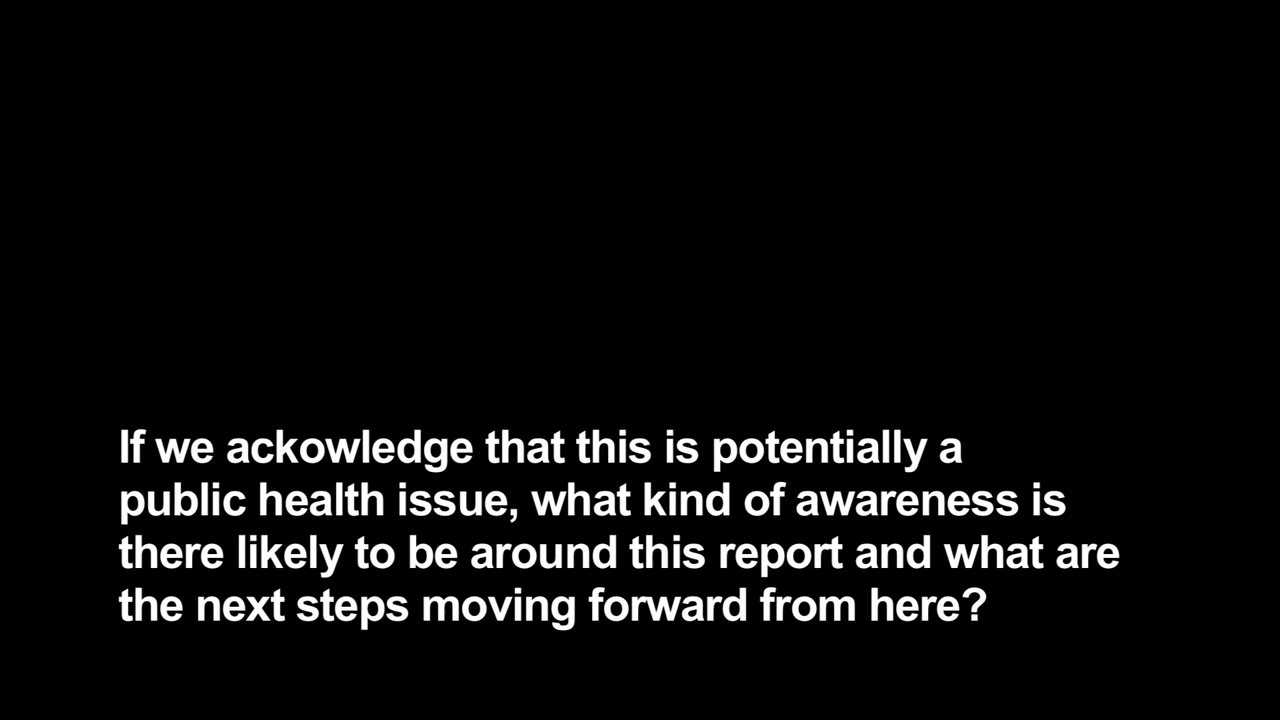 If we ackowledge that this is potentially a
public health issue, what kind of awareness is
there likely to be around this report and what are
the next steps moving forward from here?